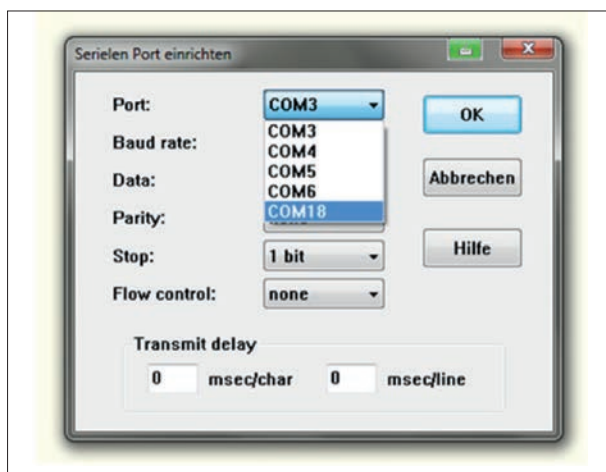 Serielen Port einrichten
Port: COM3 OK
COM3
Baud rate:
COM4
Data: COM5 Abbrechen
COM6
Parity: COM18
Stop: 1 bit Hilfe
Flow control: none
Transmit delay
0 msec/char 0 msec/line